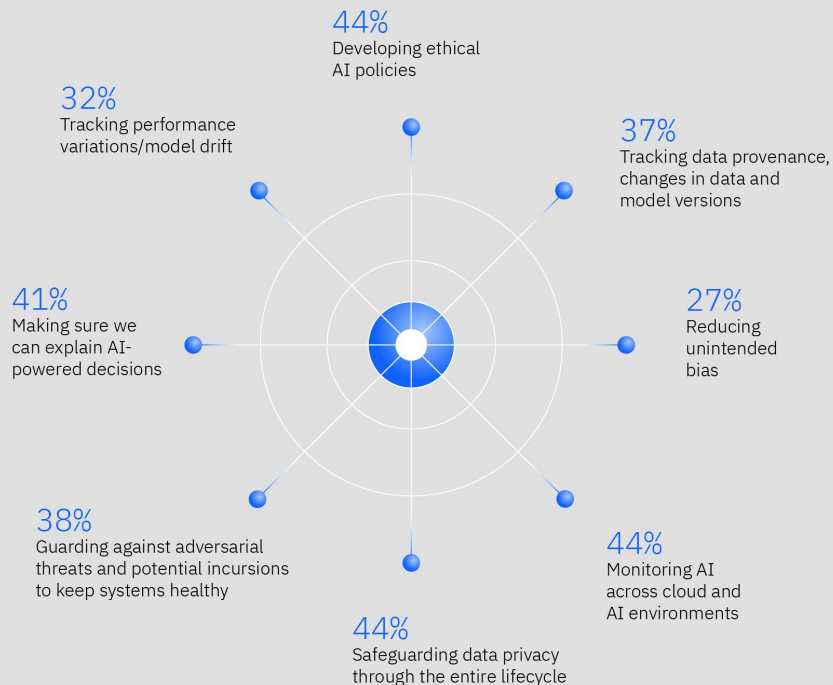 44%
Developing ethical
AI policies
37%
Tracking data provenance,
changes in data and
model versions
27%
Reducing
unintended
bias
44%
Monitoring AI
across cloud and
AI environments
44%
Safeguarding data privacy
through the entire lifecycle
38%
Guarding against adversarial
threats and potential incursions
to keep systems healthy
41%
Making sure we
can explain AI-
powered decisions
32%
Tracking performance
variations/model drift